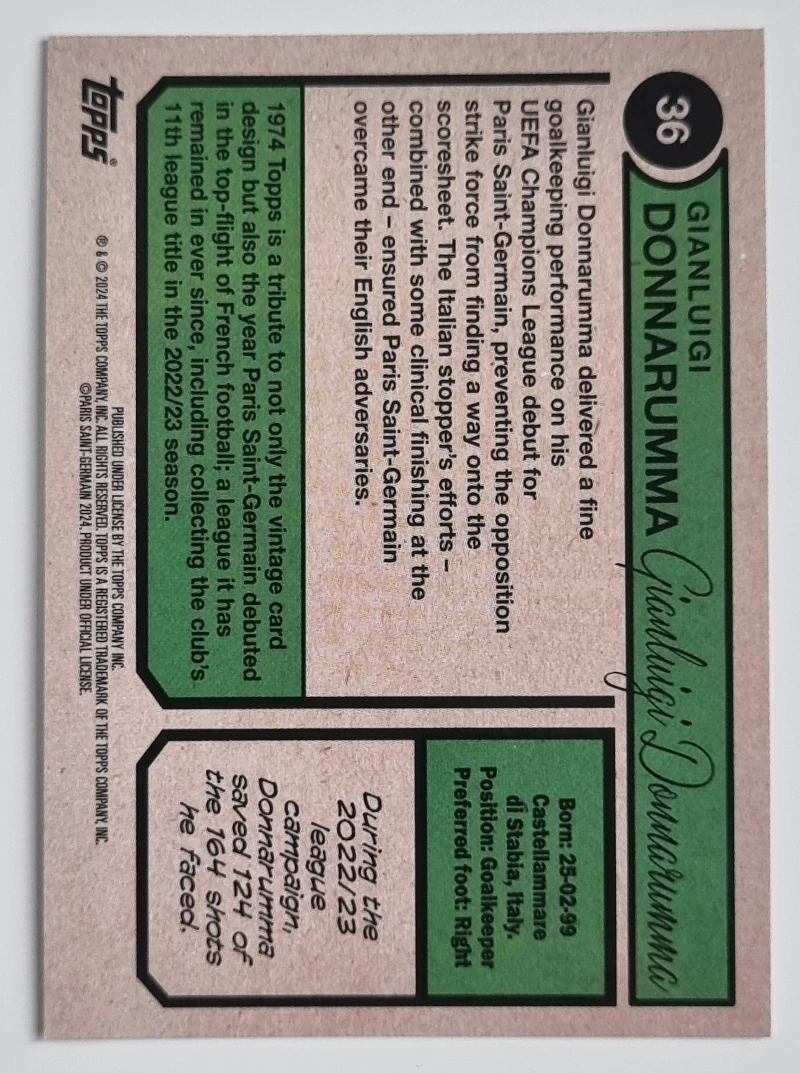 36
GIANLUIGI
DONNARUMMA
Gianluigi Donnarumma
Gianluigi Donnarumma delivered a fine
goalkeeping performance on his
UEFA Champions League debut for
Paris Saint-Germain, preventing the opposition
strike force from finding a way onto the
scoresheet. The Italian stopper's efforts –
combined with some clinical finishing at the
other end – ensured Paris Saint-Germain
overcame their English adversaries.
1974 Topps is a tribute to not only the vintage card
design but also the year Paris Saint-Germain debuted
in the top-flight of French football; a league it has
remained in ever since, including collecting the club's
11th league title in the 2022/23 season.
Born: 25-02-99
Castellammare
di Stabia, Italy.
Position: Goalkeeper
Preferred foot: Right
During the
2022/23
league
campaign,
Donnarumma
saved 124 of
the 164 shots
he faced.
topps®
PUBLISHED UNDER LICENSE BY THE TOPPS COMPANY INC.
® & © 2024 THE TOPPS COMPANY, INC. ALL RIGHTS RESERVED. TOPPS IS A REGISTERED TRADEMARK OF THE TOPPS COMPANY, INC.
©PARIS SAINT-GERMAIN 2024. PRODUCT UNDER OFFICIAL LICENSE.